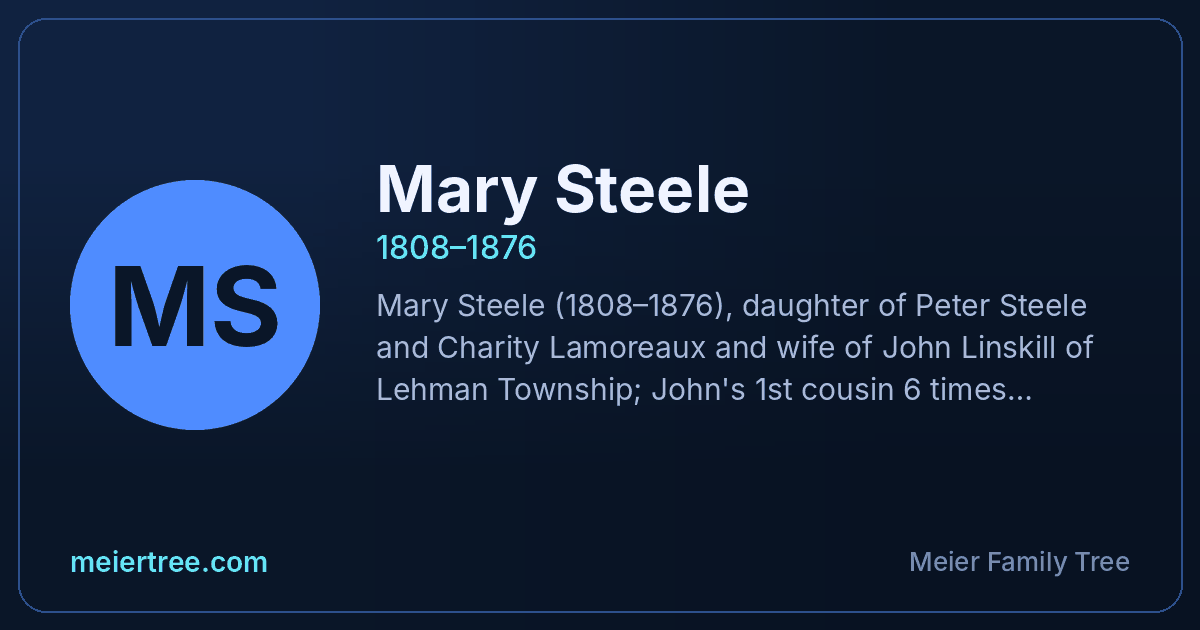 MS
Mary Steele
1808–1876
Mary Steele (1808–1876), daughter of Peter Steele
and Charity Lamoreaux and wife of John Linskill of
Lehman Township; John's 1st cousin 6 times...
meiertree.com
Meier Family Tree